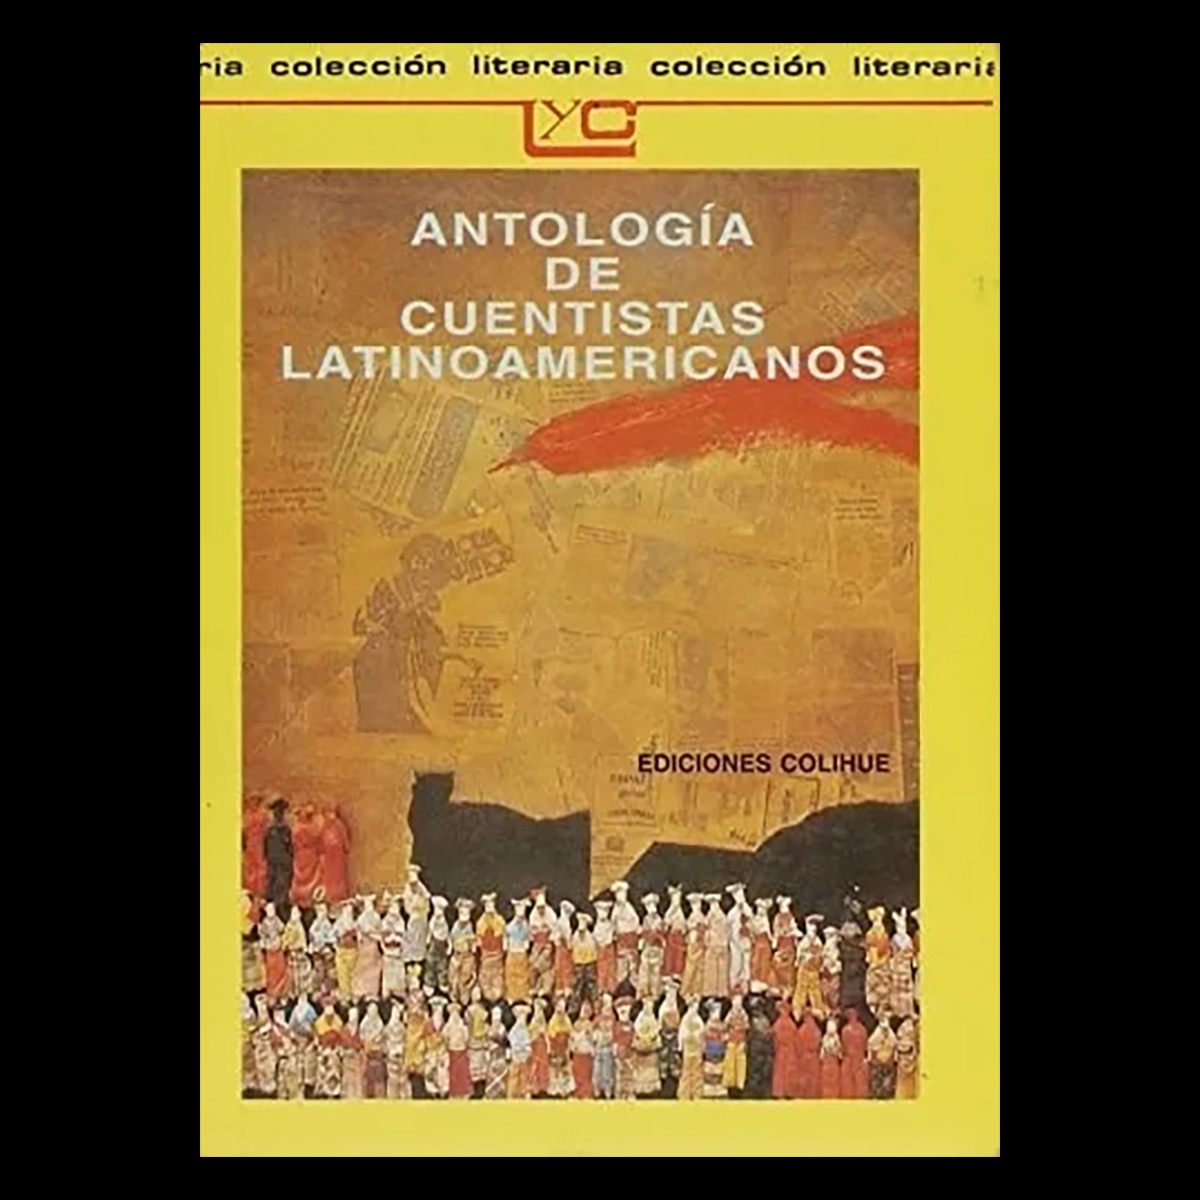 ria colección literaria colección literaria
LyC
ANTOLOGÍA
DE
CUENTISTAS
LATINOAMERICANOS
EDICIONES COLIHUE